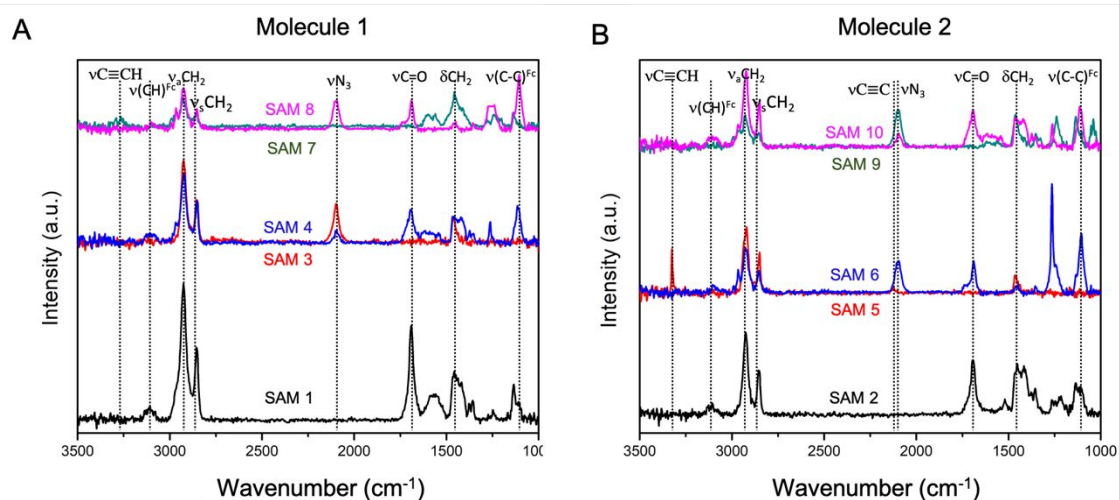 A
Molecule 1
νC≡CH
ν(CH)ᶠᶜ
νₐCH₂
νₛCH₂
νN₃
νC=O
δCH₂
ν(C-C)ᶠᶜ
SAM 8
SAM 7
SAM 4
SAM 3
SAM 1
Intensity (a.u.)
3500 3000 2500 2000 1500 100
Wavenumber (cm⁻¹)
B
Molecule 2
νC≡CH
ν(CH)ᶠᶜ
νₐCH₂
νₛCH₂
νC≡C
νN₃
νC=O
δCH₂
ν(C-C)ᶠᶜ
SAM 10
SAM 9
SAM 6
SAM 5
SAM 2
Intensity (a.u.)
3500 3000 2500 2000 1500 1000
Wavenumber (cm⁻¹)